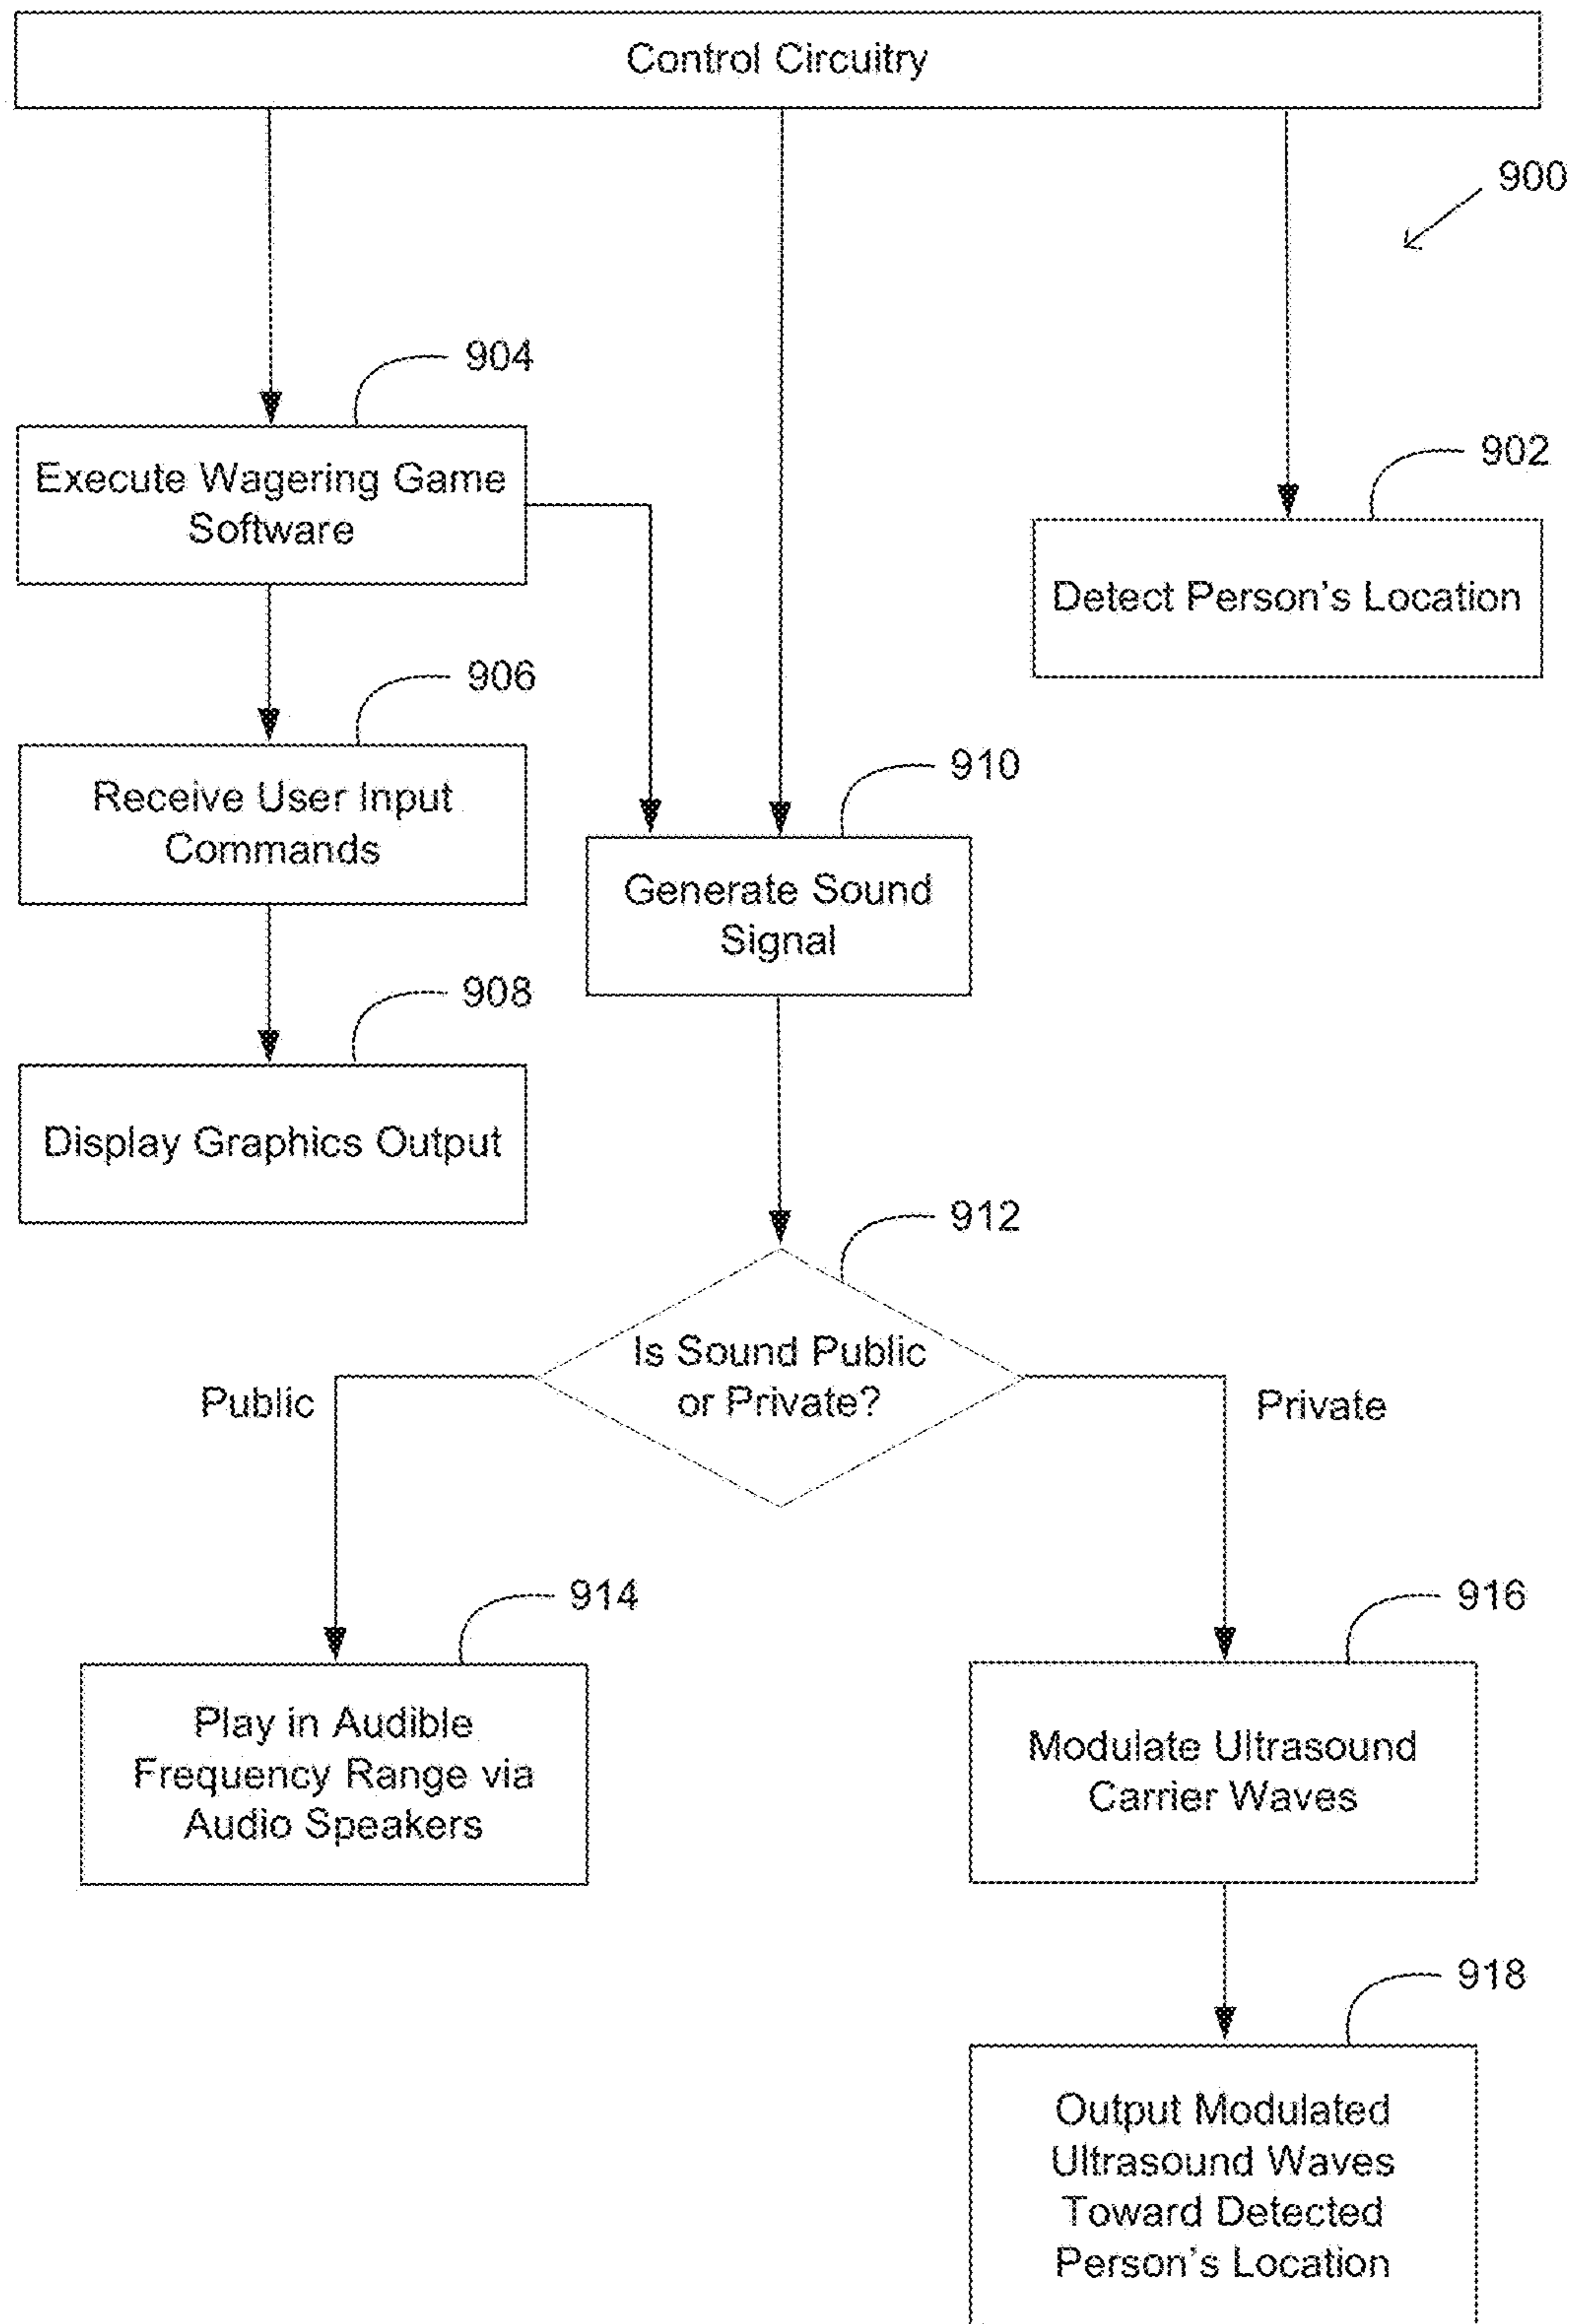 Control Circuitry
900
904
Execute Wagering Game
Software
902
Detect Person's Location
906
Receive User Input
Commands
910
Generate Sound
Signal
908
Display Graphics Output
912
Is Sound Public
or Private?
Public
Private
914
Play in Audible
Frequency Range via
Audio Speakers
916
Modulate Ultrasound
Carrier Waves
918
Output Modulated
Ultrasound Waves
Toward Detected
Person's Location